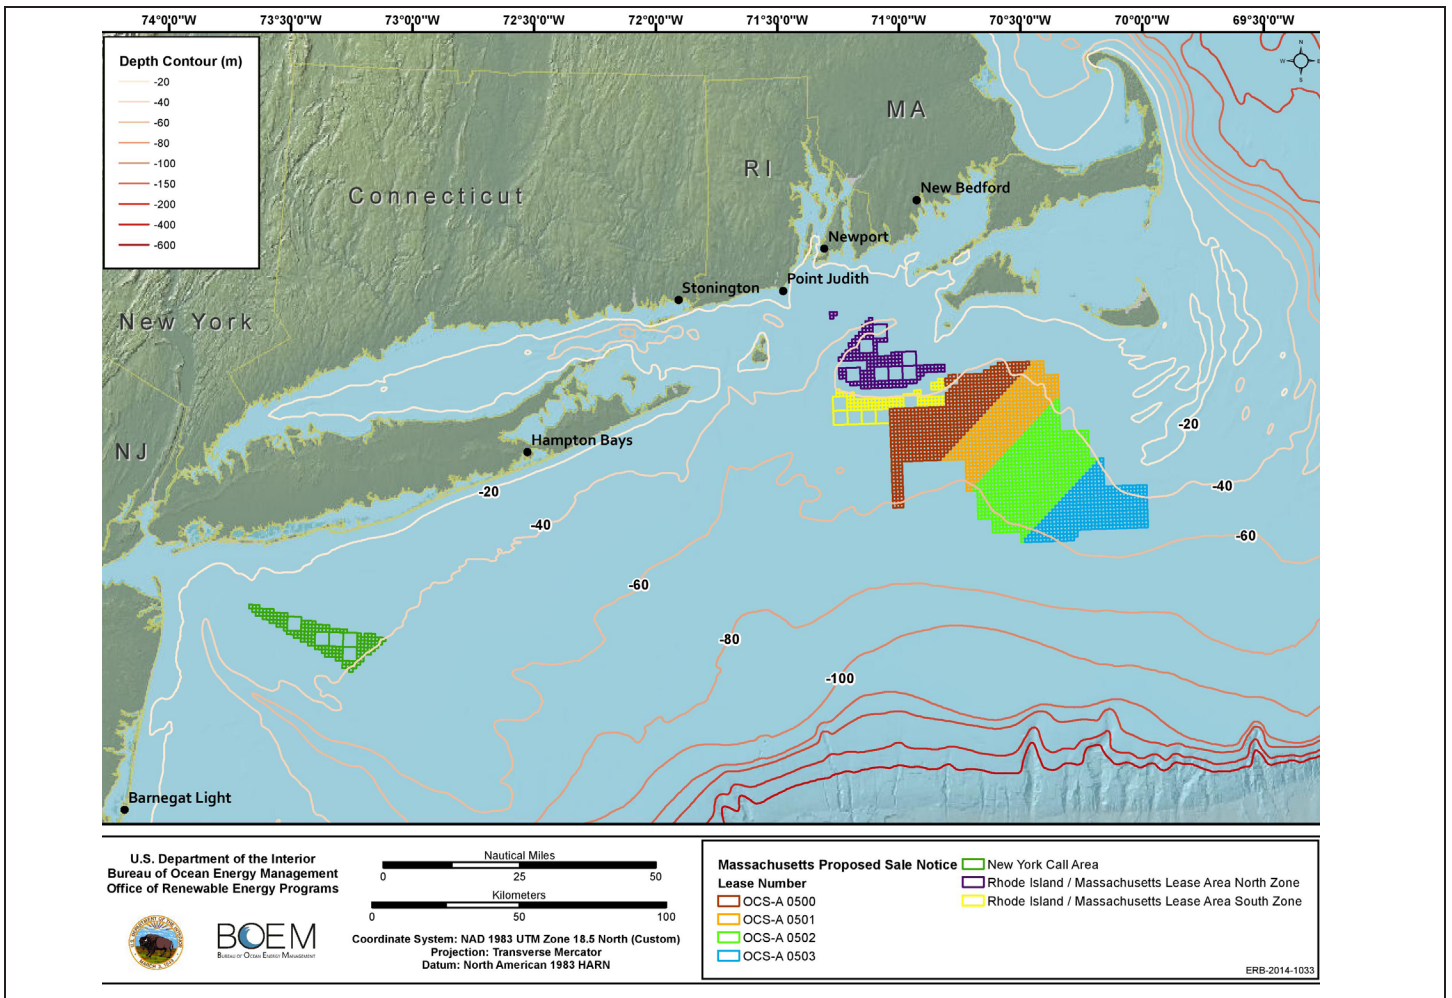 74°0'0"W 73°30'0"W 73°0'0"W 72°30'0"W 72°0'0"W 71°30'0"W 71°0'0"W 70°30'0"W 70°0'0"W 69°30'0"W
Depth Contour (m)
-20
-40
-60
-80
-100
-150
-200
-400
-600
N
W E
S
MA
RI
Connecticut
New Bedford
Newport
Point Judith
Stonington
New York
NJ
Hampton Bays
-20
-20
-40
-40
-60
-60
-80
-100
Barnegat Light
U.S. Department of the Interior
Bureau of Ocean Energy Management
Office of Renewable Energy Programs
BOEM
Bureau of Ocean Energy Management
Nautical Miles
0 25 50
Kilometers
0 50 100
Coordinate System: NAD 1983 UTM Zone 18.5 North (Custom)
Projection: Transverse Mercator
Datum: North American 1983 HARN
Massachusetts Proposed Sale Notice
Lease Number
OCS-A 0500
OCS-A 0501
OCS-A 0502
OCS-A 0503
New York Call Area
Rhode Island / Massachusetts Lease Area North Zone
Rhode Island / Massachusetts Lease Area South Zone
ERB-2014-1033